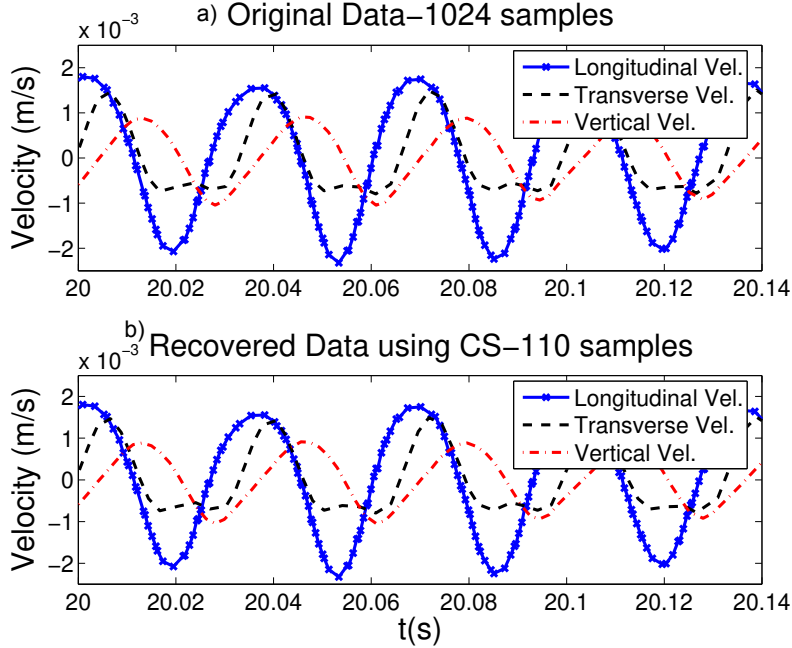 a) Original Data−1024 samples
x 10⁻³
Velocity (m/s)
2
1
0
−1
−2
Longitudinal Vel.
Transverse Vel.
Vertical Vel.
20 20.02 20.04 20.06 20.08 20.1 20.12 20.14
b) Recovered Data using CS−110 samples
x 10⁻³
Velocity (m/s)
2
1
0
−1
−2
Longitudinal Vel.
Transverse Vel.
Vertical Vel.
20 20.02 20.04 20.06 20.08 20.1 20.12 20.14
t(s)